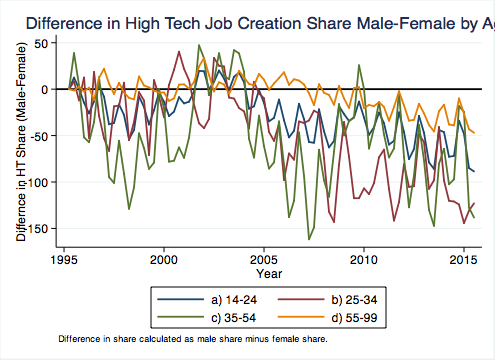 Difference in High Tech Job Creation Share Male-Female by Ag
Difference in HT Share (Male-Female)
50
0
-50
-100
-150
1995
2000
2005
2010
2015
Year
a) 14-24
b) 25-34
c) 35-54
d) 55-99
Difference in share calculated as male share minus female share.